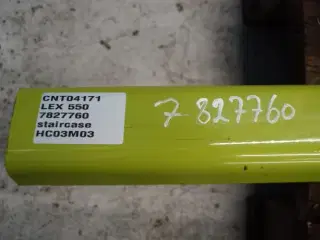 CNT04171
LEX 550
7827760
staircase
HC03M03
7 827760